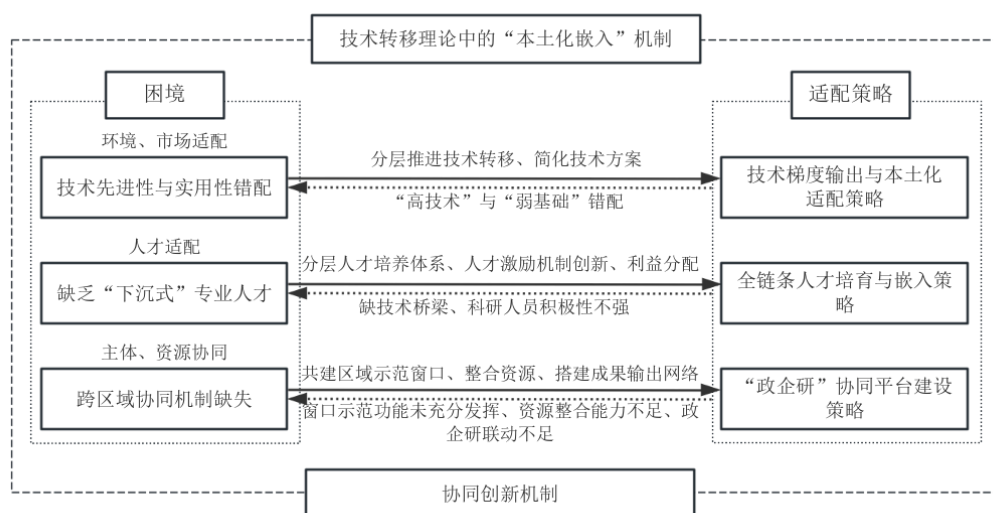 技术转移理论中的“本土化嵌入”机制
困境
适配策略
环境、市场适配
技术先进性与实用性错配
分层推进技术转移、简化技术方案
“高技术”与“弱基础”错配
技术梯度输出与本土化
适配策略
人才适配
缺乏“下沉式”专业人才
分层人才培养体系、人才激励机制创新、利益分配
缺技术桥梁、科研人员积极性不强
全链条人才培育与嵌入策
略
主体、资源协同
跨区域协同机制缺失
共建区域示范窗口、整合资源、搭建成果输出网络
窗口示范功能未充分发挥、资源整合能力不足、政
企研联动不足
“政企研”协同平台建设
策略
协同创新机制